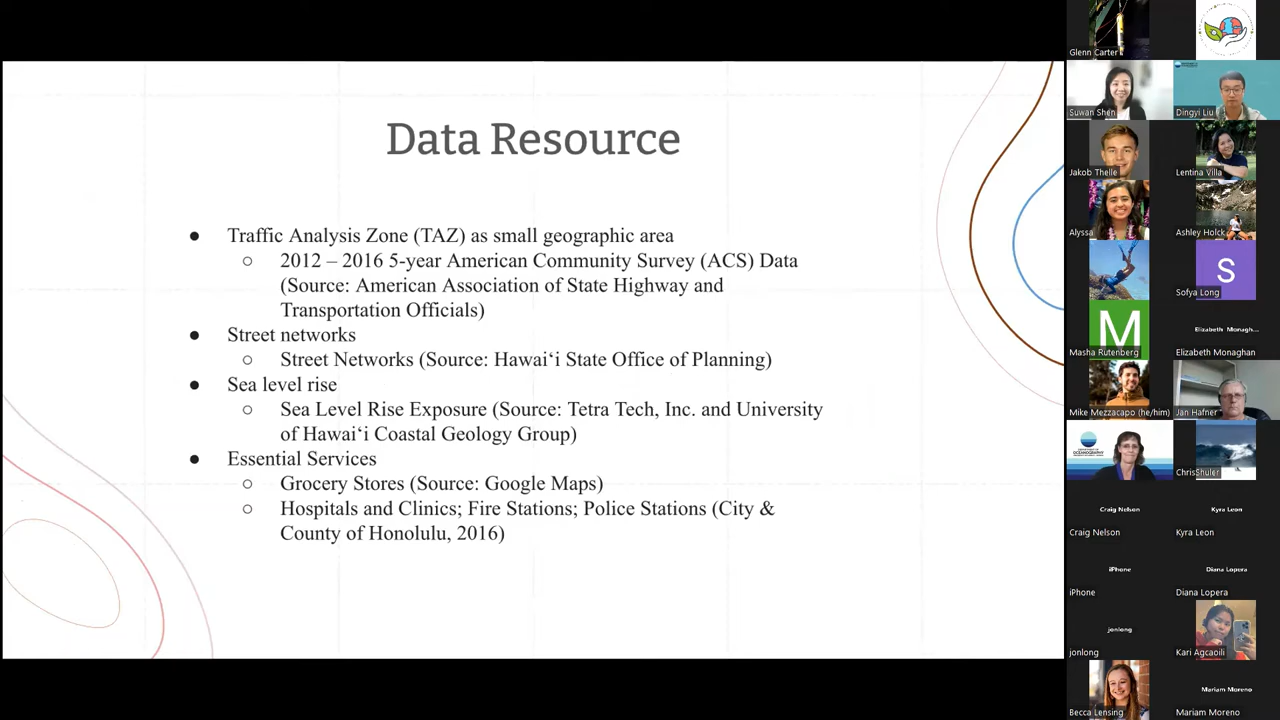 Data Resource
● Traffic Analysis Zone (TAZ) as small geographic area
○ 2012 – 2016 5-year American Community Survey (ACS) Data
(Source: American Association of State Highway and
Transportation Officials)
● Street networks
○ Street Networks (Source: Hawaiʻi State Office of Planning)
● Sea level rise
○ Sea Level Rise Exposure (Source: Tetra Tech, Inc. and University
of Hawaiʻi Coastal Geology Group)
● Essential Services
○ Grocery Stores (Source: Google Maps)
○ Hospitals and Clinics; Fire Stations; Police Stations (City &
County of Honolulu, 2016)
Glenn Carter
Suwan Shen
Dingyi Liu
Jakob Thelle
Lentina Villa
Alyssa
Ashley Holck
S
Sofya Long
M
Masha Rutenberg
Elizabeth Monagh...
Elizabeth Monaghan
Mike Mezzacapo (he/him)
Jan Hafner
OCEANOGRAPHY
ChrisShuler
Craig Nelson
Craig Nelson
Kyra Leon
Kyra Leon
iPhone
iPhone
Diana Lopera
Diana Lopera
jonlong
jonlong
Kari Agcaoili
Becca Lensing
Mariam Moreno
Mariam Moreno